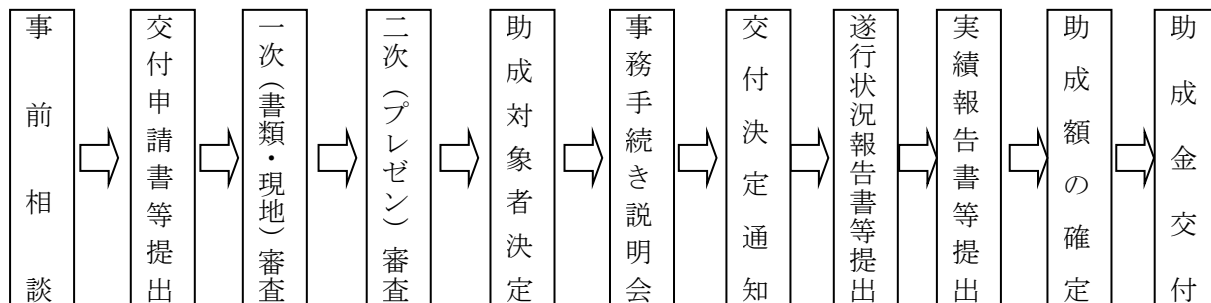 事前相談
交付申請書等提出
一次（書類・現地）審査
二次（プレゼン）審査
助成対象者決定
事務手続き説明会
交付決定通知
遂行状況報告書等提出
実績報告書等提出
助成額の確定
助成金交付